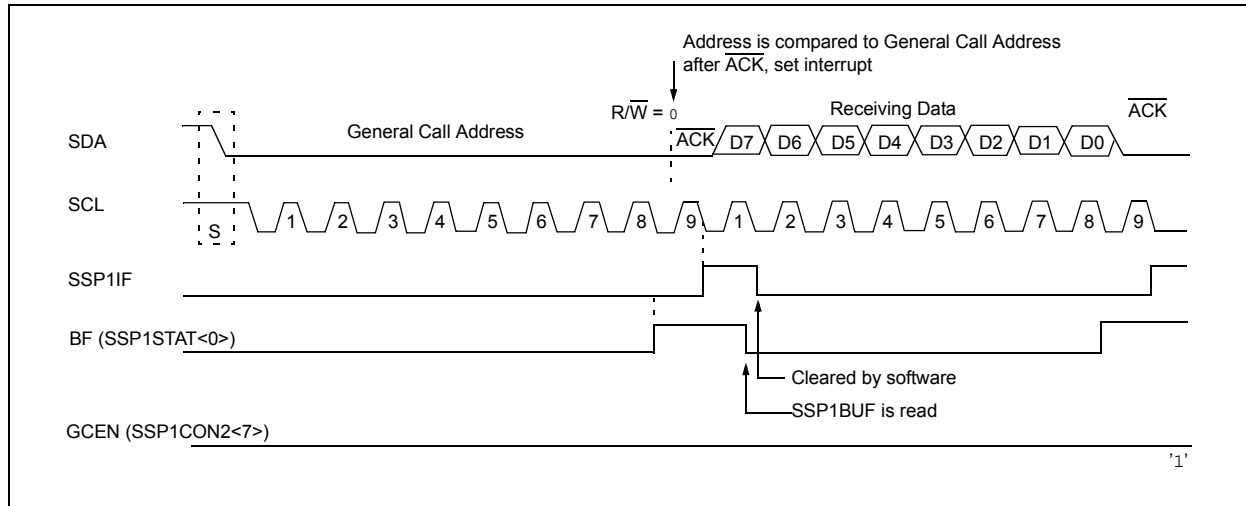 Address is compared to General Call Address
after ACK, set interrupt
R/W = 0
Receiving Data
ACK
SDA
General Call Address
ACK
D7 D6 D5 D4 D3 D2 D1 D0
SCL
S
1 2 3 4 5 6 7 8 9 1 2 3 4 5 6 7 8 9
SSP1IF
BF (SSP1STAT<0>)
Cleared by software
SSP1BUF is read
GCEN (SSP1CON2<7>)
'1'